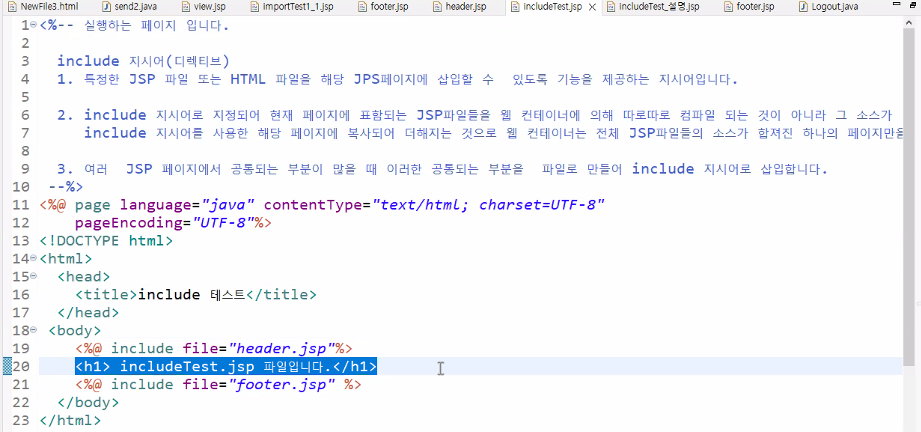 NewFile3.html send2.java view.jsp importTest1_1.jsp footer.jsp header.jsp includeTest.jsp includeTest_설명.jsp footer.jsp Logout.java
1 <%-- 실행하는 페이지 입니다.
2
3 include 지시어(디렉티브)
4 1. 특정한 JSP 파일 또는 HTML 파일을 해당 JPS페이지에 삽입할 수 있도록 기능을 제공하는 지시어입니다.
5
6 2. include 지시어로 지정되어 현재 페이지에 표함되는 JSP파일들을 웹 컨테이너에 의해 따로따로 컴파일 되는 것이 아니라 그 소스가
7 include 지시어를 사용한 해당 페이지에 복사되어 더해지는 것으로 웹 컨테이너는 전체 JSP파일들의 소스가 합져진 하나의 페이지만을
8
9 3. 여러 JSP 페이지에서 공통되는 부분이 많을 때 이러한 공통되는 부분을 파일로 만들어 include 지시어로 삽입합니다.
10 --%>
11 <%@ page language="java" contentType="text/html; charset=UTF-8"
12 pageEncoding="UTF-8"%>
13 <!DOCTYPE html>
14 <html>
15 <head>
16 <title>include 테스트</title>
17 </head>
18 <body>
19 <%@ include file="header.jsp"%>
20 <h1> includeTest.jsp 파일입니다.</h1>
21 <%@ include file="footer.jsp" %>
22 </body>
23 </html>